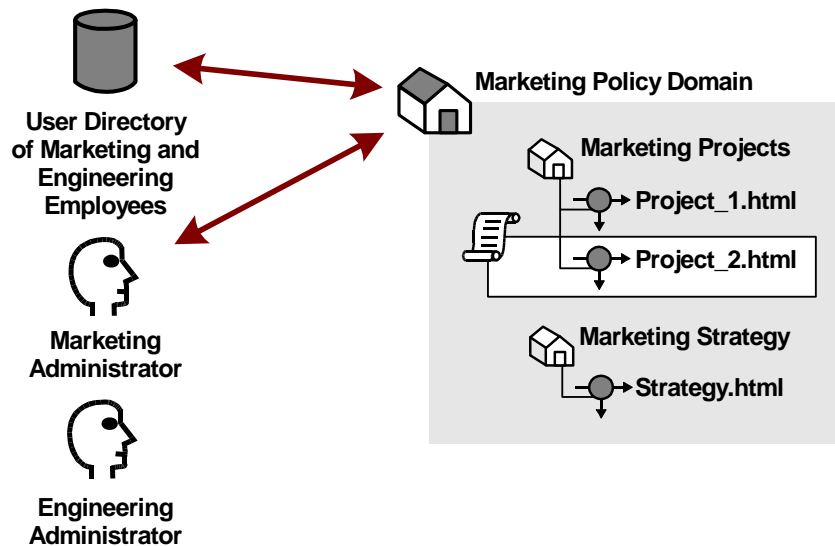 User Directory
of Marketing and
Engineering
Employees
Marketing
Administrator
Engineering
Administrator
Marketing Policy Domain
Marketing Projects
Project_1.html
Project_2.html
Marketing Strategy
Strategy.html